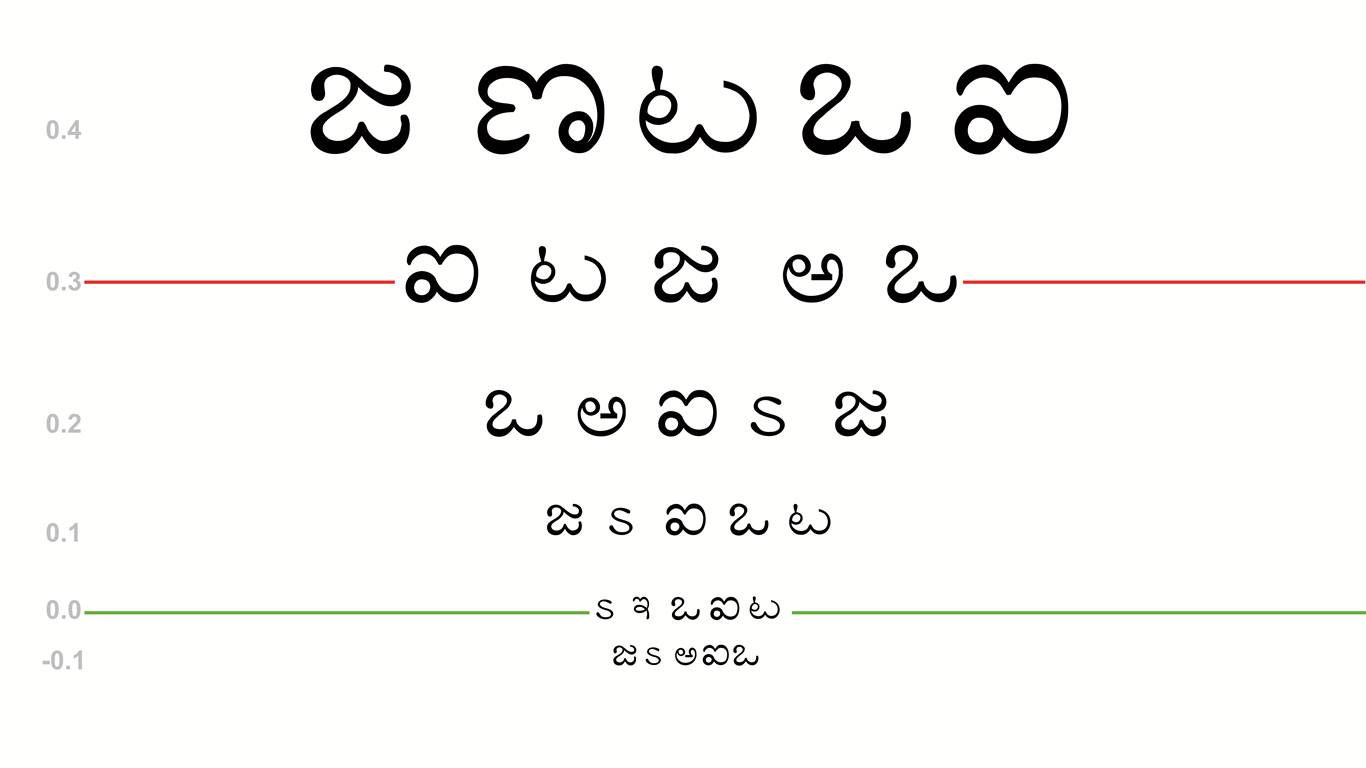 0.4 ಜ ಣ ಟ ಒ ಐ
0.3 ಐ ಟ ಜ ಅ ಒ
0.2 ಒ ಅ ಐ ಽ ಜ
0.1 ಜ ಽ ಐ ಒ ಟ
0.0 ಽ ಇ ಒ ಐ ಟ
-0.1 ಜ ಽ ಅ ಐ ಒ